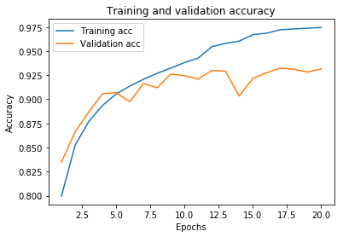 Training and validation accuracy
Training acc
Validation acc
0.975
0.950
0.925
0.900
0.875
0.850
0.825
0.800
Accuracy
2.5 5.0 7.5 10.0 12.5 15.0 17.5 20.0
Epochs